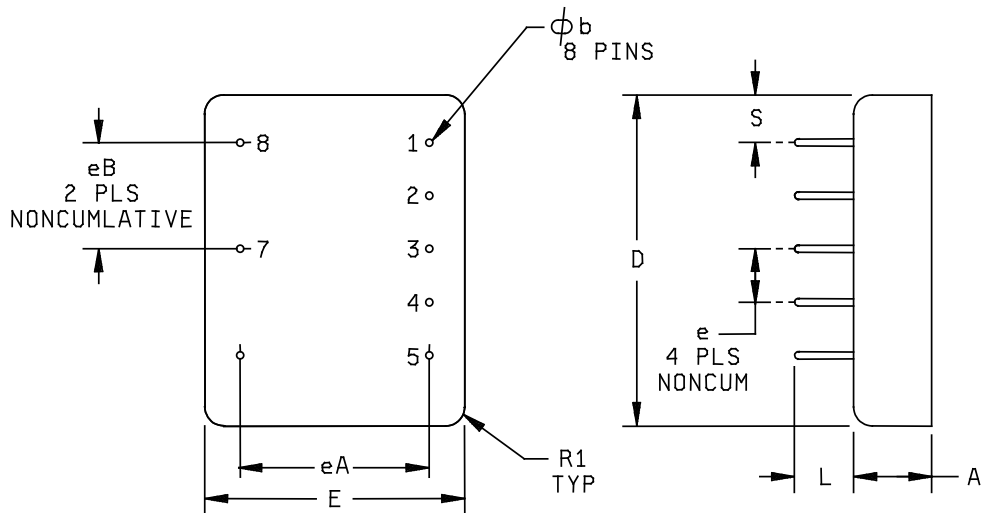 ϕb
8 PINS
S
8
1
eB
2 PLS
NONCUMLATIVE
2
7
3
D
4
e
4 PLS
NONCUM
5
eA
R1
TYP
E
L
A